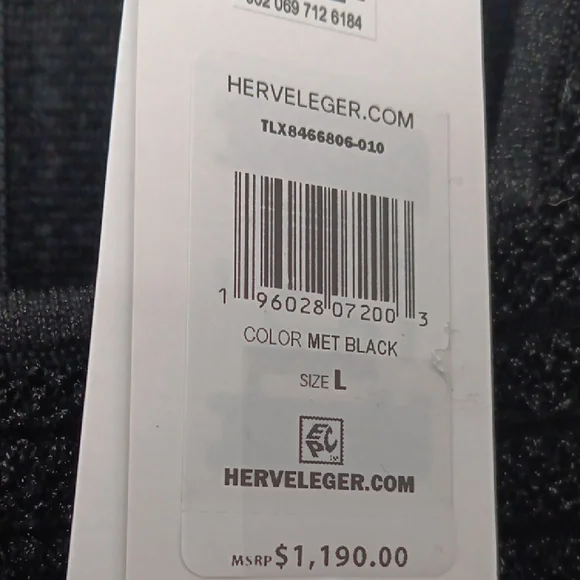 002 069 712 6184
HERVELEGER.COM
TLX8466806-010
1 96028 07200 3
COLOR MET BLACK
SIZE L
EPC
HERVELEGER.COM
MSRP $1,190.00